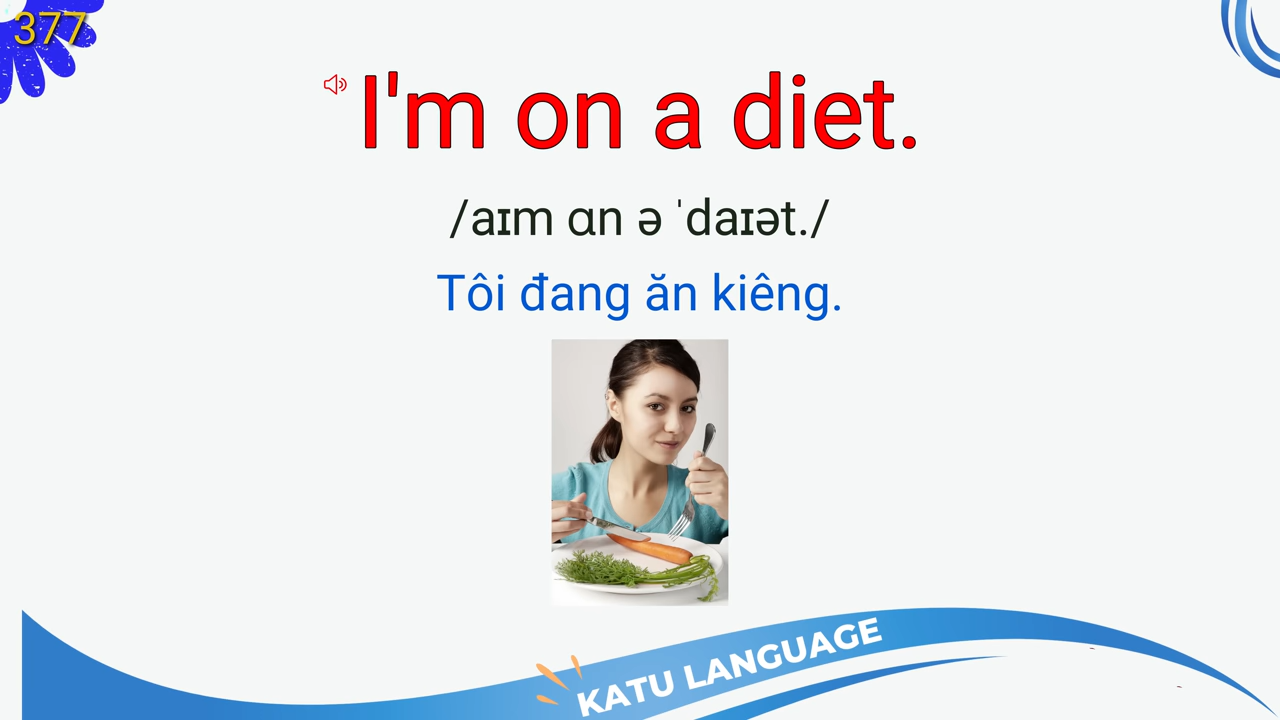 377
I'm on a diet.
/aɪm ɑn ə ˈdaɪət./
Tôi đang ăn kiêng.
KATU LANGUAGE